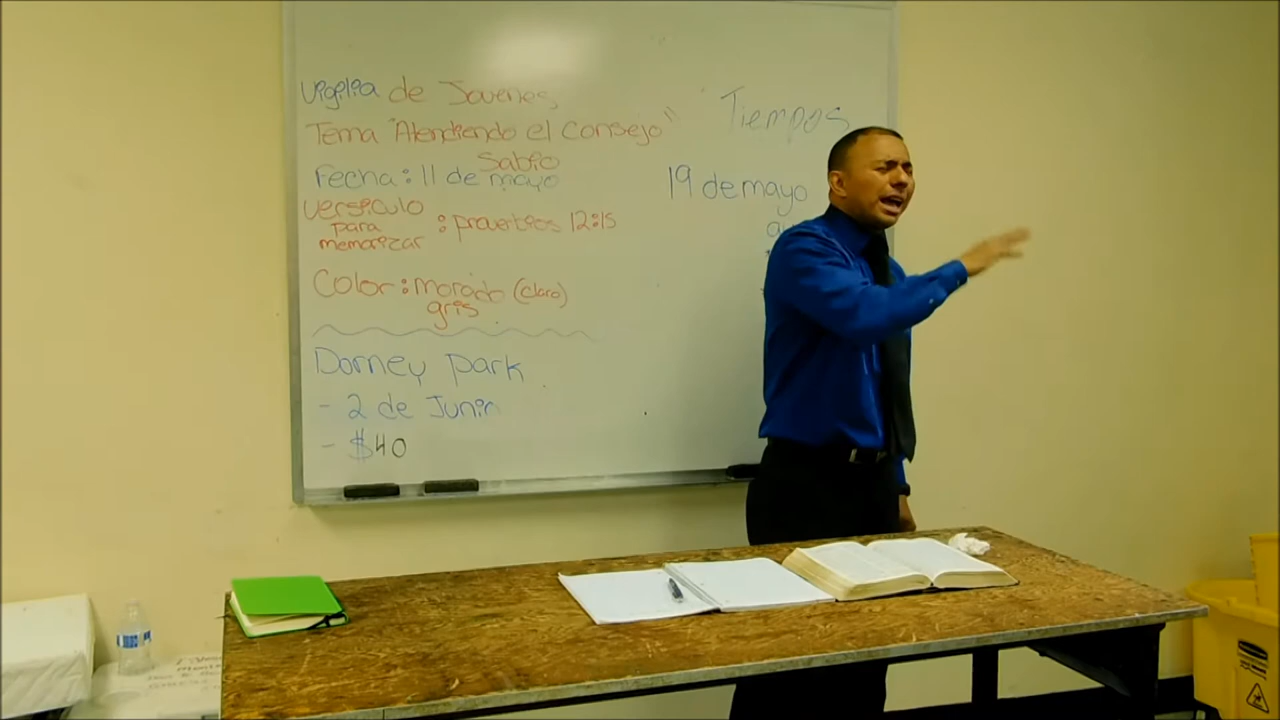 Vigilia de Jovenes
Tema "Atendiendo el Consejo
Sabio"
Fecha: 11 de mayo
Versiculo
para
memorizar : proverbios 12:15
Color: morado (claro)
gris
Dorney park
- 2 de Junio
- $40
Tiempos
19 de mayo